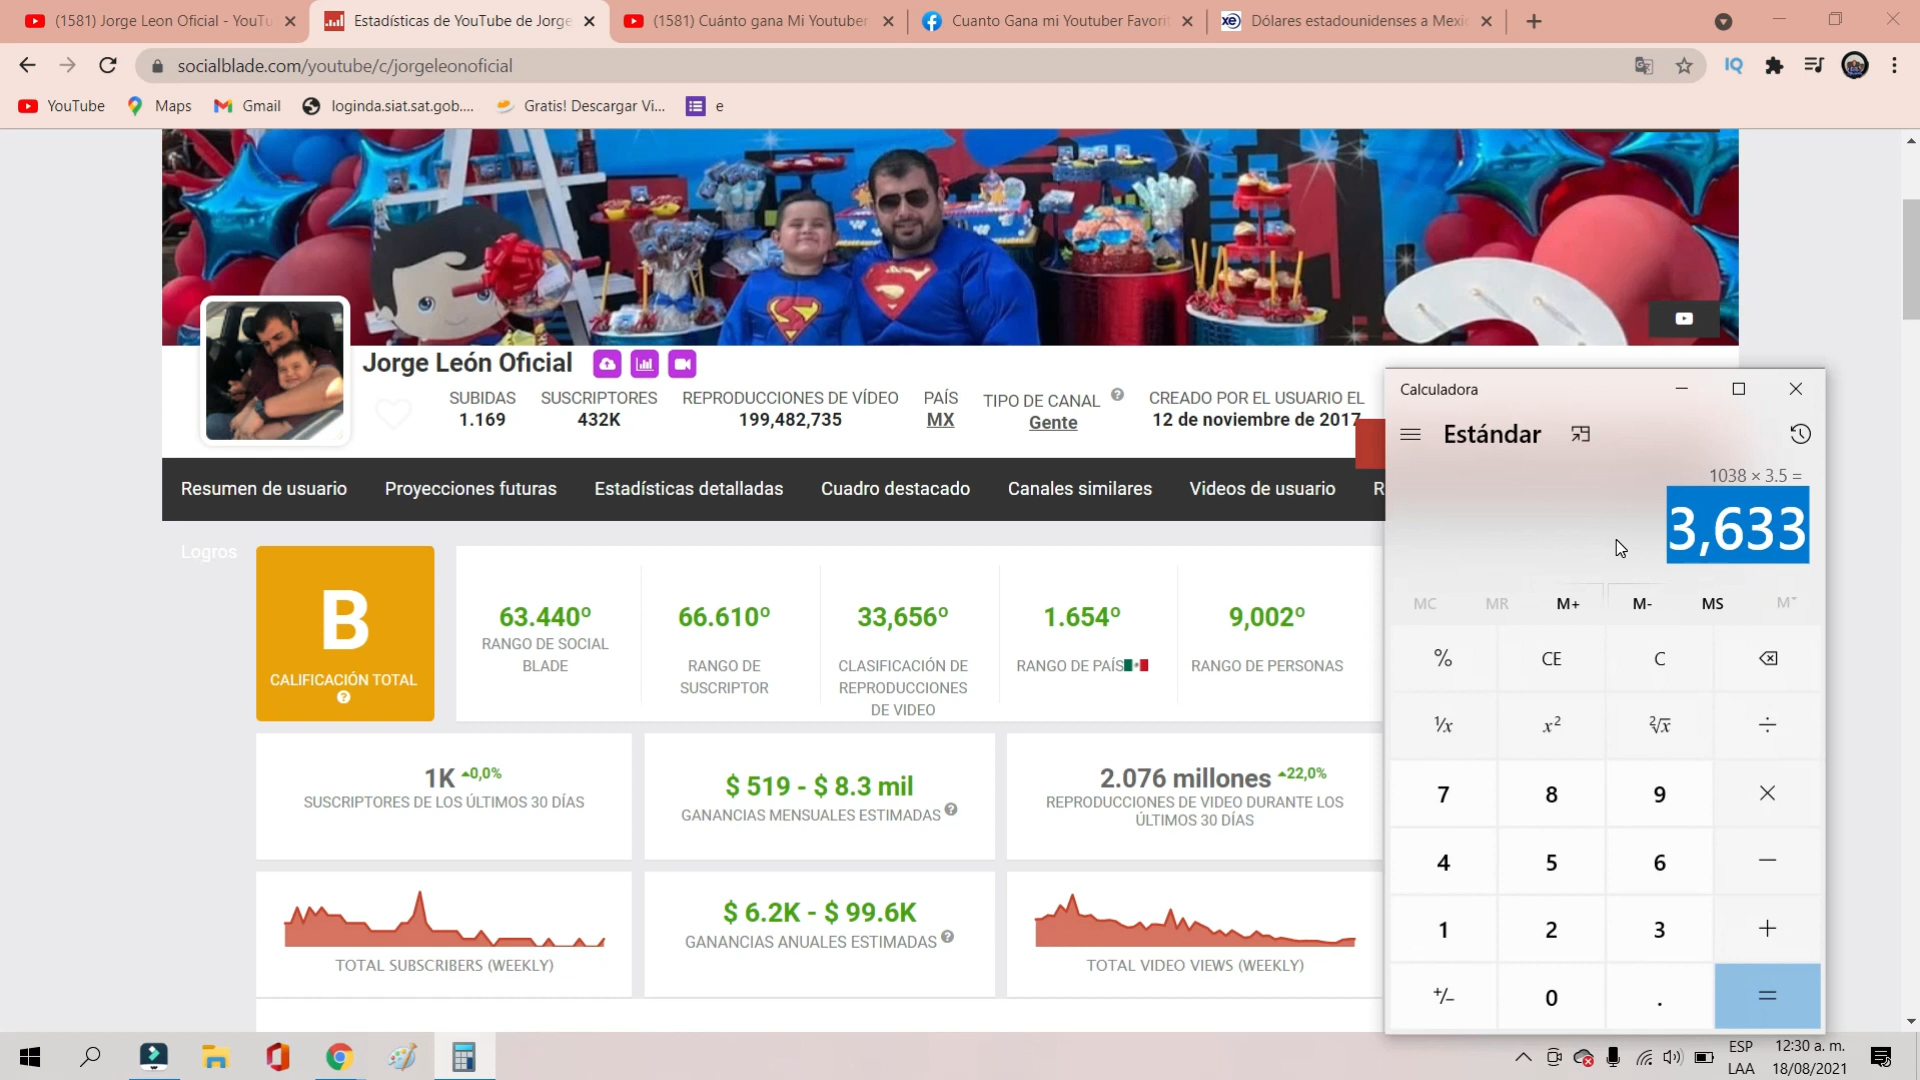 (1581) Jorge Leon Oficial - YouTu
Estadísticas de YouTube de Jorge
(1581) Cuánto gana Mi Youtuber
Cuanto Gana mi Youtuber Favorit
Dólares estadounidenses a Mexic
socialblade.com/youtube/c/jorgeleonoficial
YouTube
Maps
Gmail
loginda.siat.sat.gob....
Gratis! Descargar Vi...
e
Jorge León Oficial
SUBIDAS
1.169
SUSCRIPTORES
432K
REPRODUCCIONES DE VÍDEO
199,482,735
PAÍS
MX
TIPO DE CANAL
Gente
CREADO POR EL USUARIO EL
12 de noviembre de 2017
Resumen de usuario
Proyecciones futuras
Estadísticas detalladas
Cuadro destacado
Canales similares
Videos de usuario
R
Logros
B
CALIFICACIÓN TOTAL
63.440º
RANGO DE SOCIAL
BLADE
66.610º
RANGO DE
SUSCRIPTOR
33,656º
CLASIFICACIÓN DE
REPRODUCCIONES
DE VIDEO
1.654º
RANGO DE PAÍS
9,002º
RANGO DE PERSONAS
1K 0,0%
SUSCRIPTORES DE LOS ÚLTIMOS 30 DÍAS
$ 519 - $ 8.3 mil
GANANCIAS MENSUALES ESTIMADAS
2.076 millones 22,0%
REPRODUCCIONES DE VIDEO DURANTE LOS
ÚLTIMOS 30 DÍAS
TOTAL SUBSCRIBERS (WEEKLY)
$ 6.2K - $ 99.6K
GANANCIAS ANUALES ESTIMADAS
TOTAL VIDEO VIEWS (WEEKLY)
Calculadora
Estándar
1038 × 3.5 =
3,633
MC MR M+ M- MS M˅
% CE C
¹/x x² ²√x ÷
7 8 9 ×
4 5 6 −
1 2 3 +
+/− 0 . =
ESP
LAA
12:30 a. m.
18/08/2021